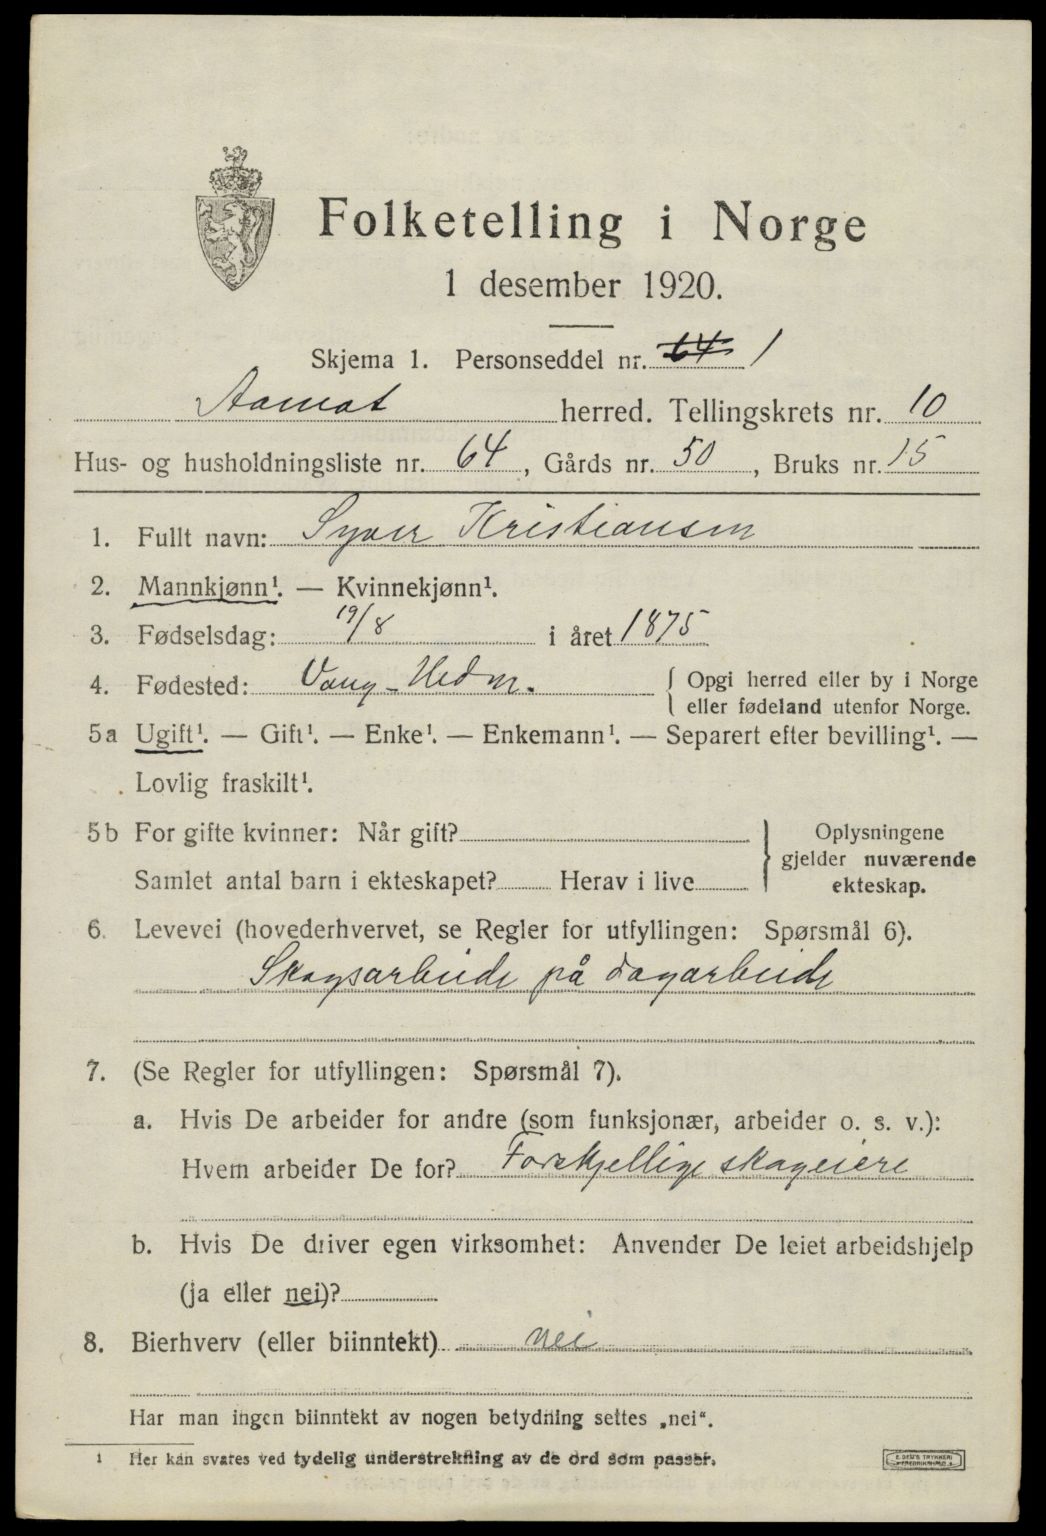 Folketelling i Norge
1 desember 1920.
Skjema 1. Personseddel nr. 64 1
Aamot herred. Tellingskrets nr. 10
Hus- og husholdningsliste nr. 64, Gårds nr. 50, Bruks nr. 15
1. Fullt navn: Syver Kristiansen
2. Mannkjønn¹. — Kvinnekjønn¹.
3. Fødselsdag: 19/8 i året 1875
4. Fødested: Vang - Hedm. { Opgi herred eller by i Norge
eller fødeland utenfor Norge.
5a Ugift¹. — Gift¹. — Enke¹. — Enkemann¹. — Separert efter bevilling¹. —
Lovlig fraskilt¹.
5b For gifte kvinner: Når gift?
Samlet antal barn i ekteskapet? Herav i live
} Oplysningene
gjelder nuværende
ekteskap.
6. Levevei (hovederhvervet, se Regler for utfyllingen: Spørsmål 6).
Skogsarbeide på dagarbeide
7. (Se Regler for utfyllingen: Spørsmål 7).
a. Hvis De arbeider for andre (som funksjonær, arbeider o. s. v.):
Hvem arbeider De for? Forskjellige skogeiere
b. Hvis De driver egen virksomhet: Anvender De leiet arbeidshjelp
(ja eller nei)?
8. Bierhverv (eller biinntekt) nei
Har man ingen biinntekt av nogen betydning settes „nei“.
¹ Her kan svares ved tydelig understrekning av de ord som passer.